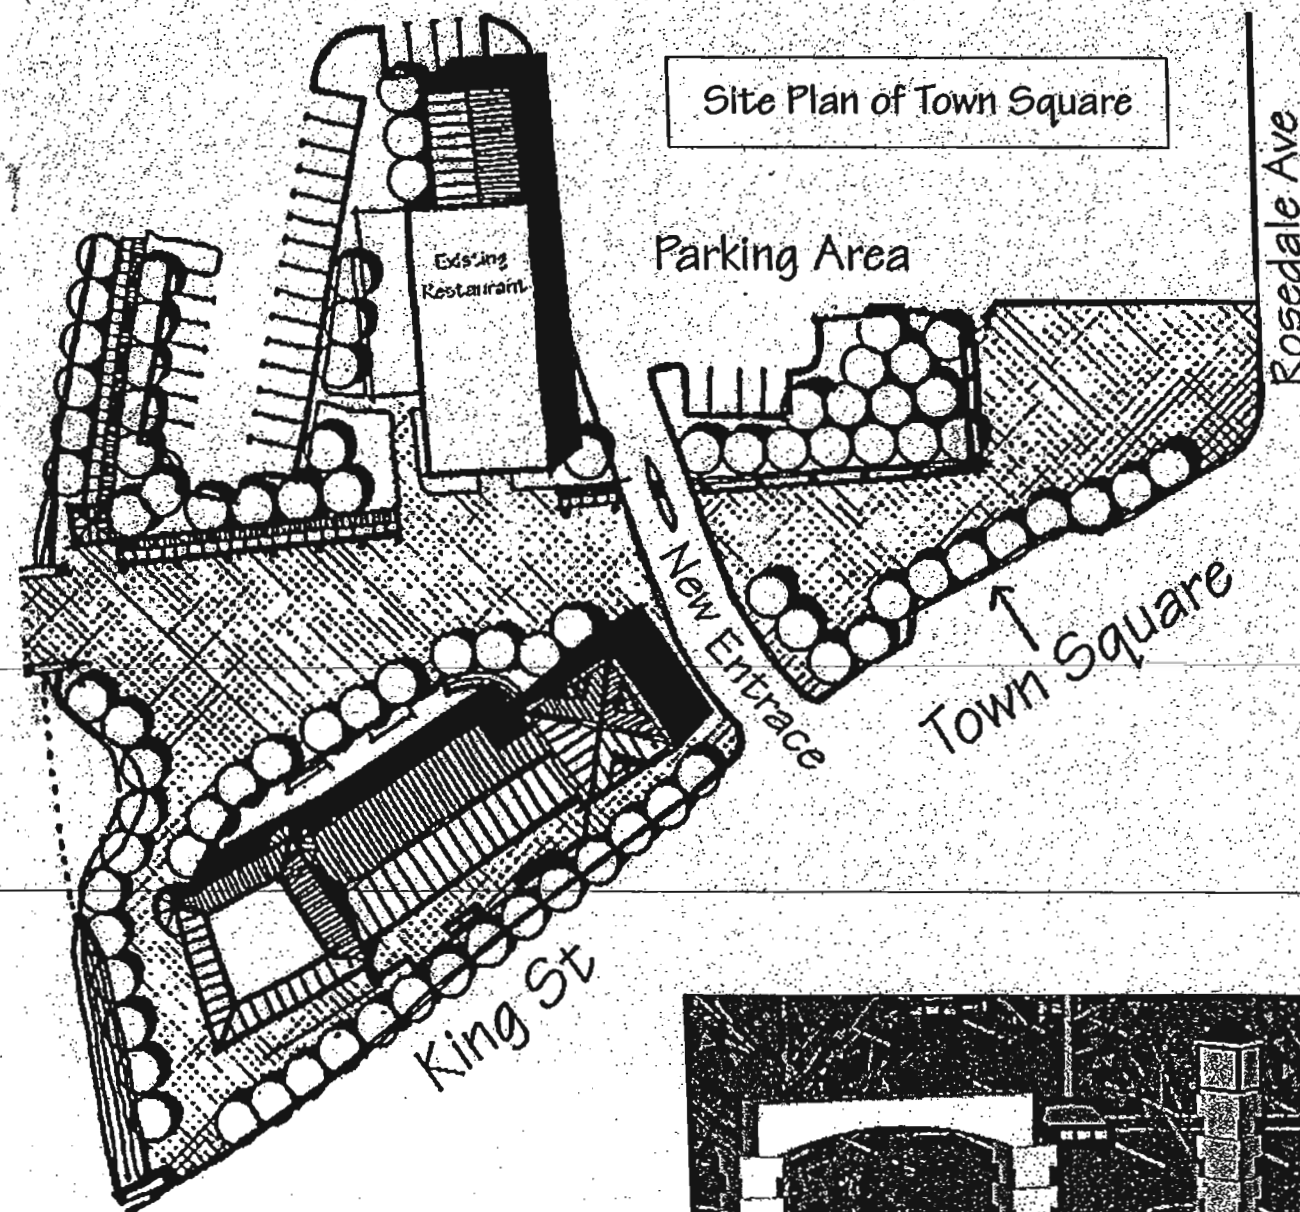 Site Plan of Town Square
Rosedale Ave
Parking Area
Existing
Restaurant
New Entrace
Town Square
King St